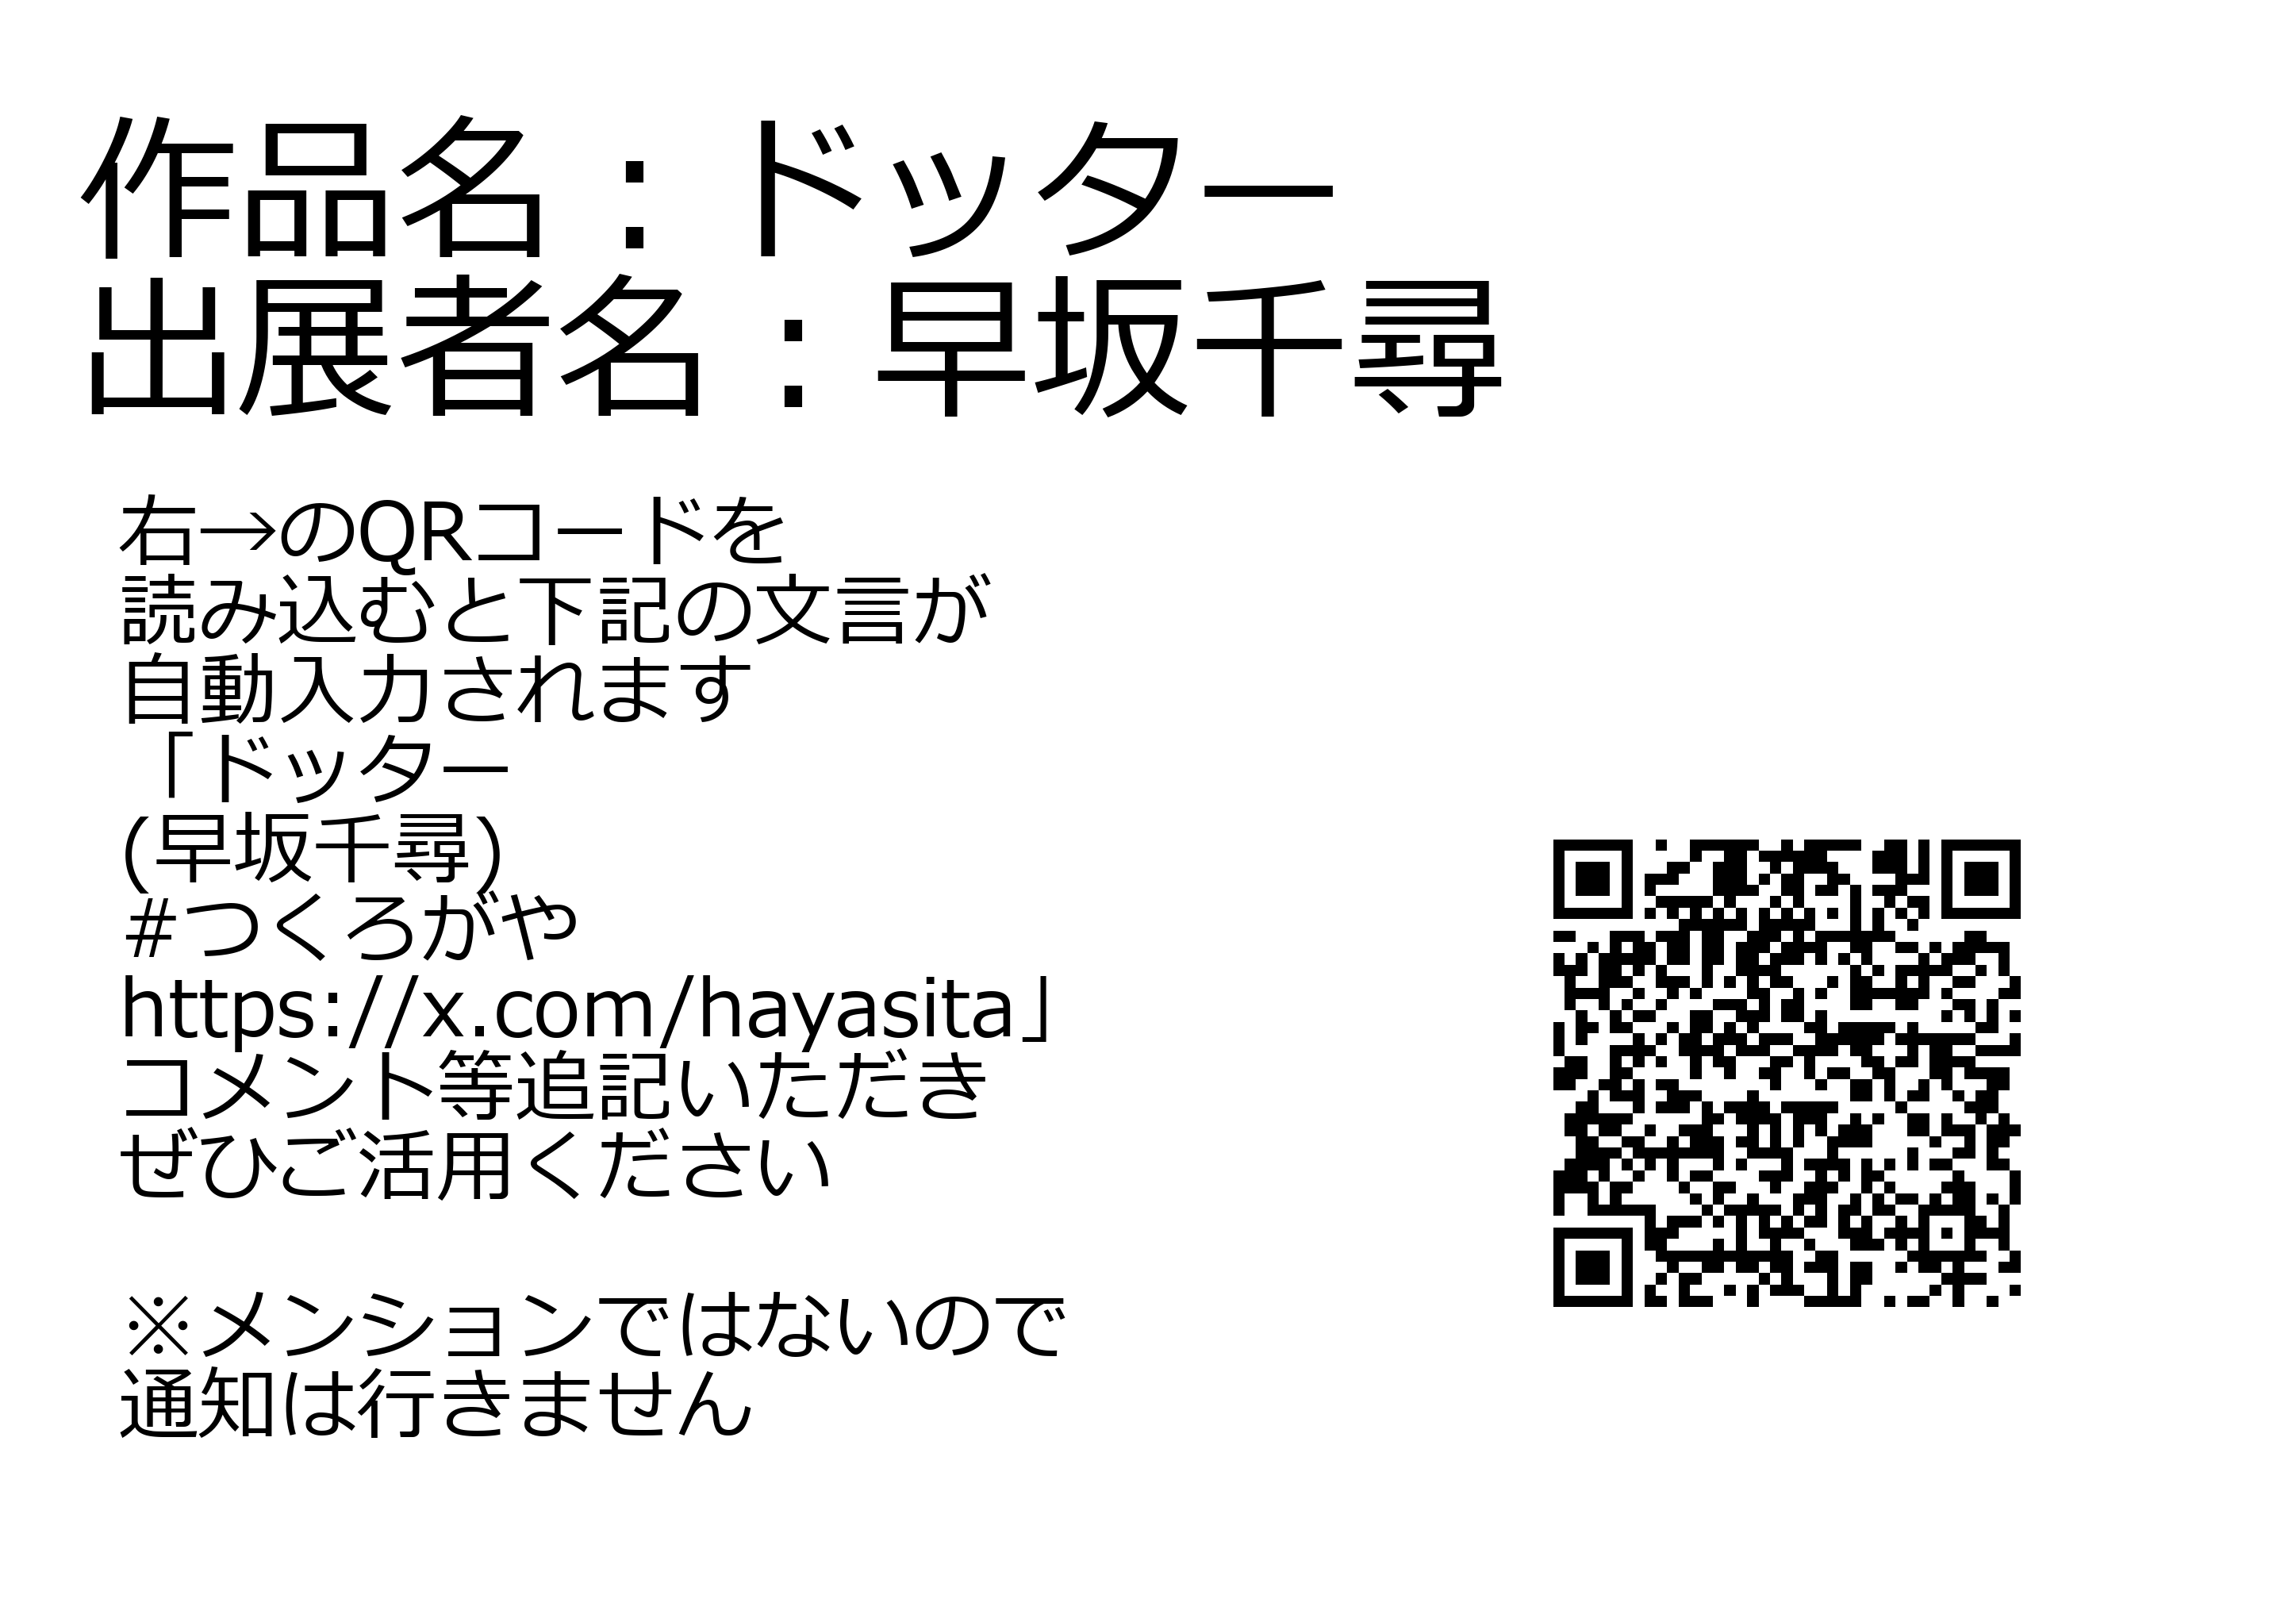 作品名：ドッター
出展者名：早坂千尋
右→のQRコードを
読み込むと下記の文言が
自動入力されます
「ドッター
(早坂千尋)
#つくろがや
https://x.com/hayasita」
コメント等追記いただき
ぜひご活用ください
※メンションではないので
通知は行きません